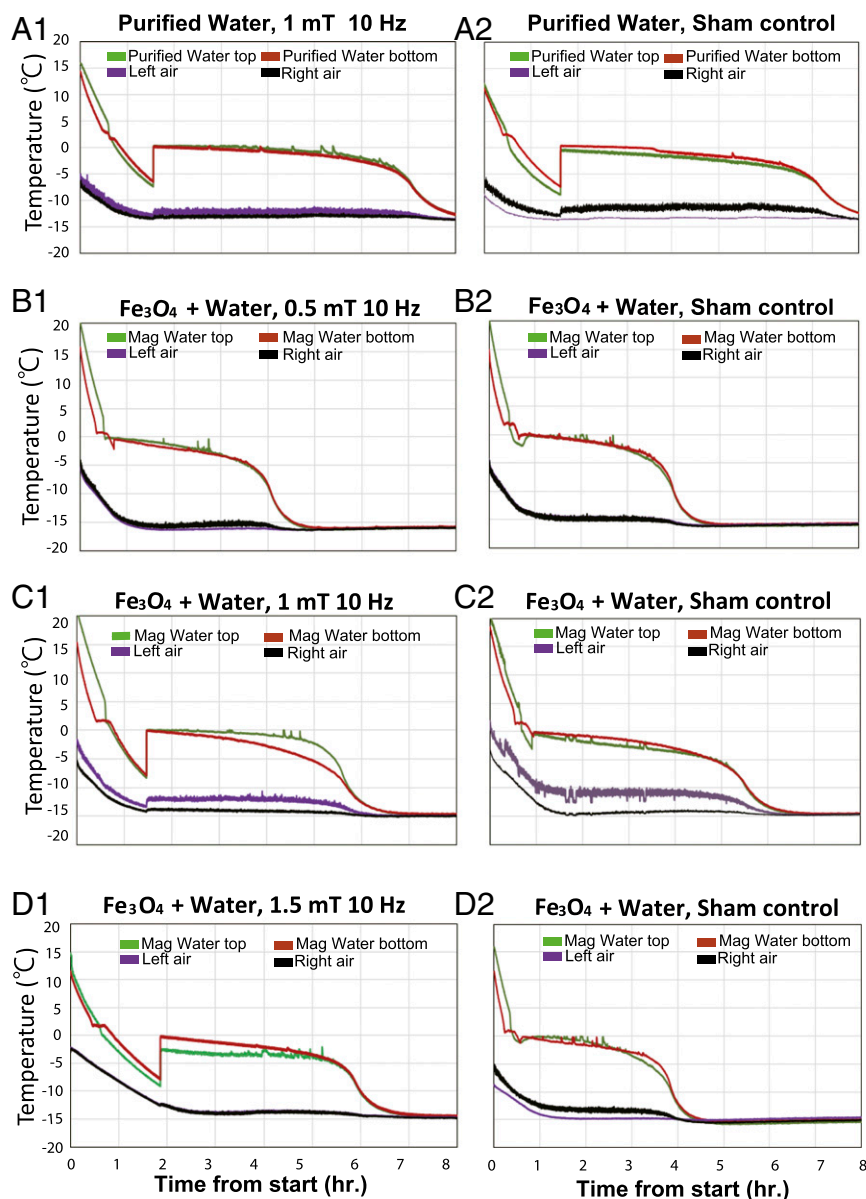 A1
Purified Water, 1 mT 10 Hz
Purified Water top
Purified Water bottom
Left air
Right air
Temperature (℃)
20
15
10
5
0
-5
-10
-15
-20
A2
Purified Water, Sham control
Purified Water top
Purified Water bottom
Left air
Right air
B1
Fe₃O₄ + Water, 0.5 mT 10 Hz
Mag Water top
Mag Water bottom
Left air
Right air
Temperature (℃)
20
15
10
5
0
-5
-10
-15
-20
B2
Fe₃O₄ + Water, Sham control
Mag Water top
Mag Water bottom
Left air
Right air
C1
Fe₃O₄ + Water, 1 mT 10 Hz
Mag Water top
Mag Water bottom
Left air
Right air
Temperature (℃)
20
15
10
5
0
-5
-10
-15
-20
C2
Fe₃O₄ + Water, Sham control
Mag Water top
Mag Water bottom
Left air
Right air
D1
Fe₃O₄ + Water, 1.5 mT 10 Hz
Mag Water top
Mag Water bottom
Left air
Right air
Temperature (℃)
20
15
10
5
0
-5
-10
-15
-20
0 1 2 3 4 5 6 7 8
Time from start (hr.)
D2
Fe₃O₄ + Water, Sham control
Mag Water top
Mag Water bottom
Left air
Right air
0 1 2 3 4 5 6 7 8
Time from start (hr.)